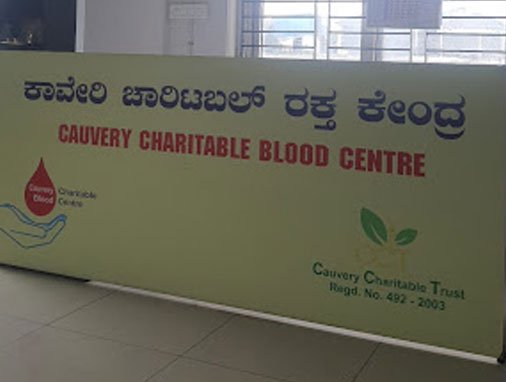 ಕಾವೇರಿ ಚಾರಿಟಬಲ್ ರಕ್ತ ಕೇಂದ್ರ
CAUVERY CHARITABLE BLOOD CENTRE
Cauvery
Blood
Charitable
Centre
CCT
Cauvery Charitable Trust
Regd. No. 492 - 2003